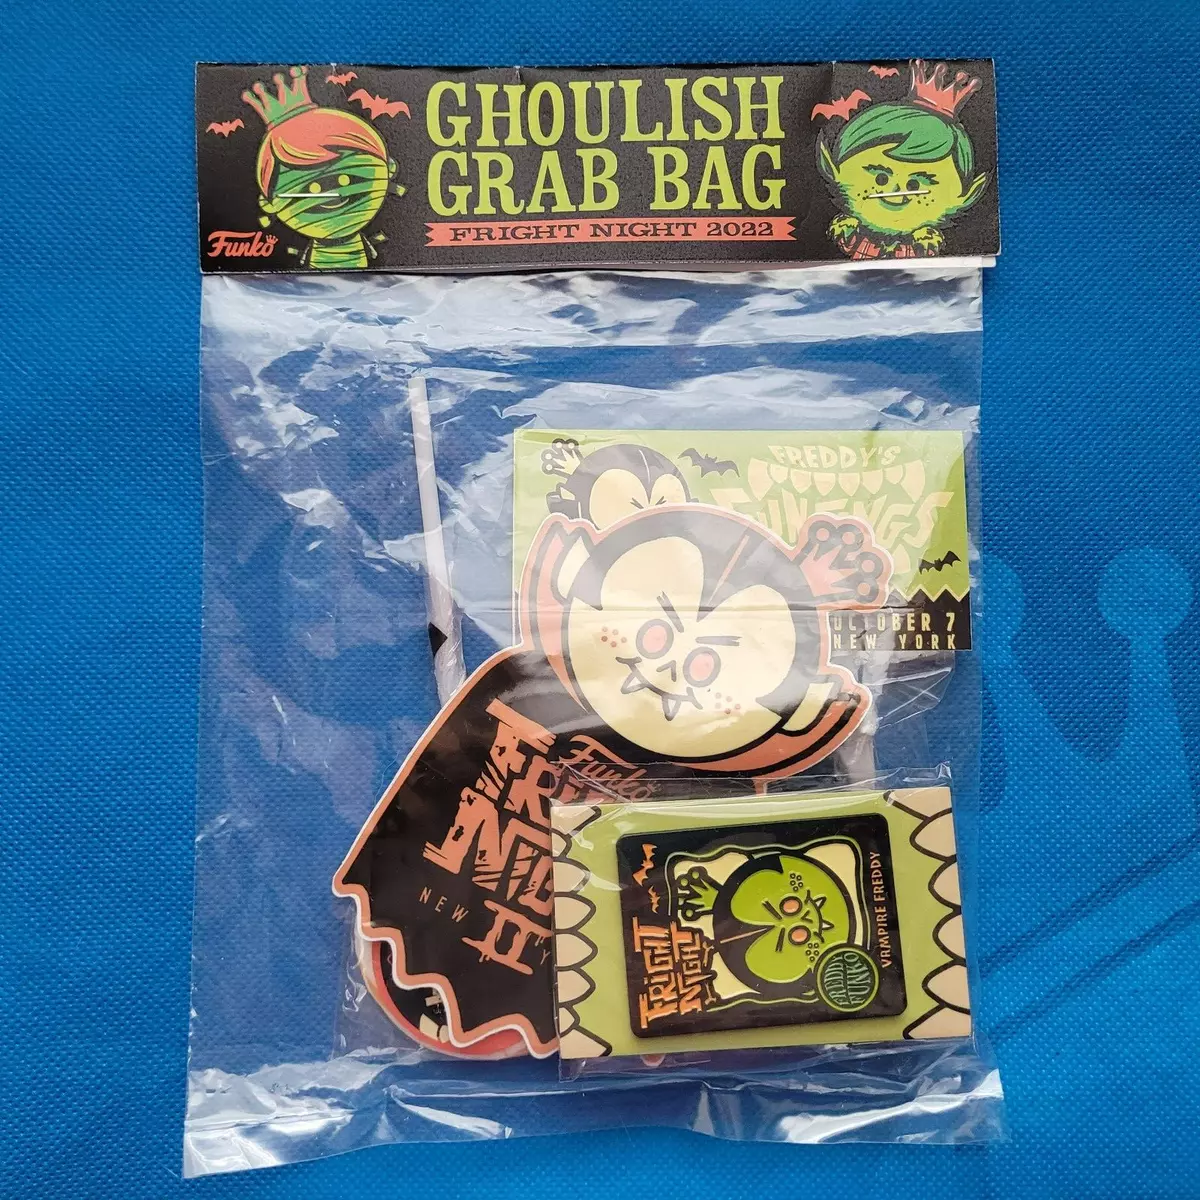 GHOULISH
GRAB BAG
FRIGHT NIGHT 2022
Funko
FREDDY'S
OCTOBER 7
NEW YORK
Funko
NEW
FRIGHT
NIGHT
VAMPIRE FREDDY
FREDDY
FUNKO